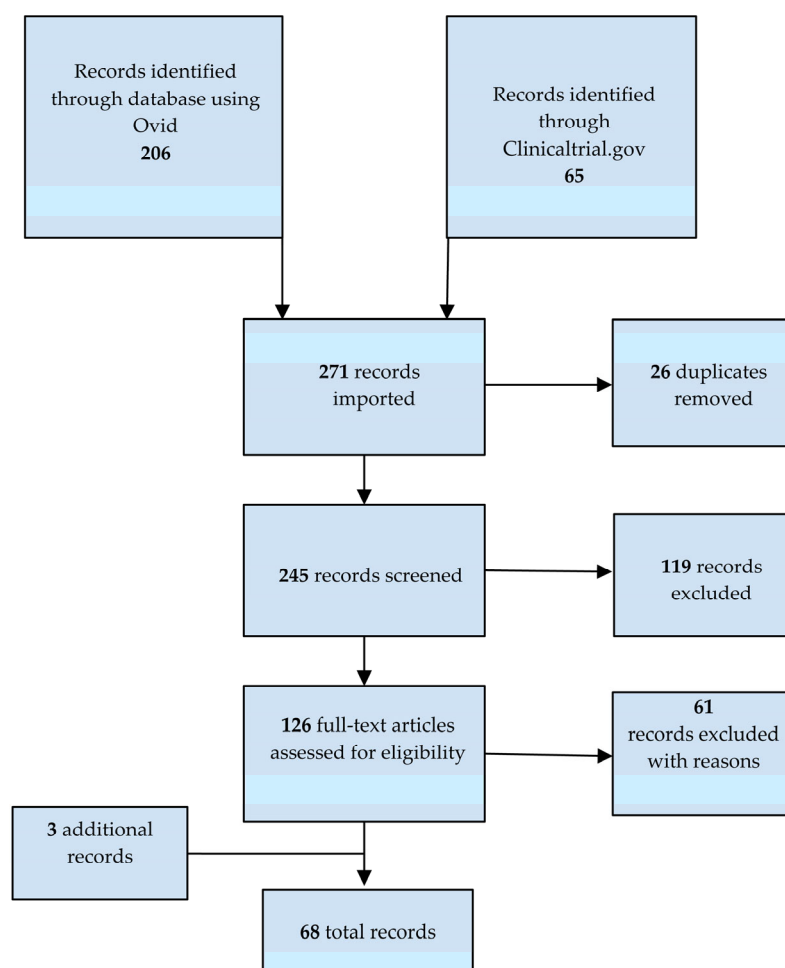 Records identified
through database using
Ovid
206
Records identified
through
Clinicaltrial.gov
65
271 records
imported
26 duplicates
removed
245 records screened
119 records
excluded
126 full-text articles
assessed for eligibility
61
records excluded
with reasons
3 additional
records
68 total records